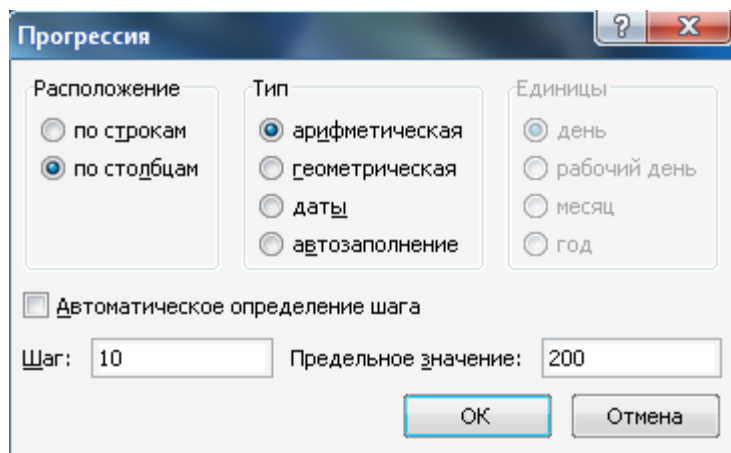 Прогрессия
?
Расположение
по строкам
по столбцам
Тип
арифметическая
геометрическая
даты
автозаполнение
Единицы
день
рабочий день
месяц
год
Автоматическое определение шага
Шаг: 10 Предельное значение: 200
ОК Отмена